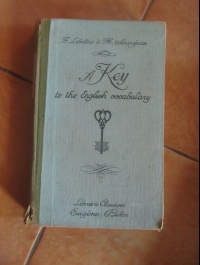 A Key
to the English vocabulary
Librairie Classique
Eugène Belin